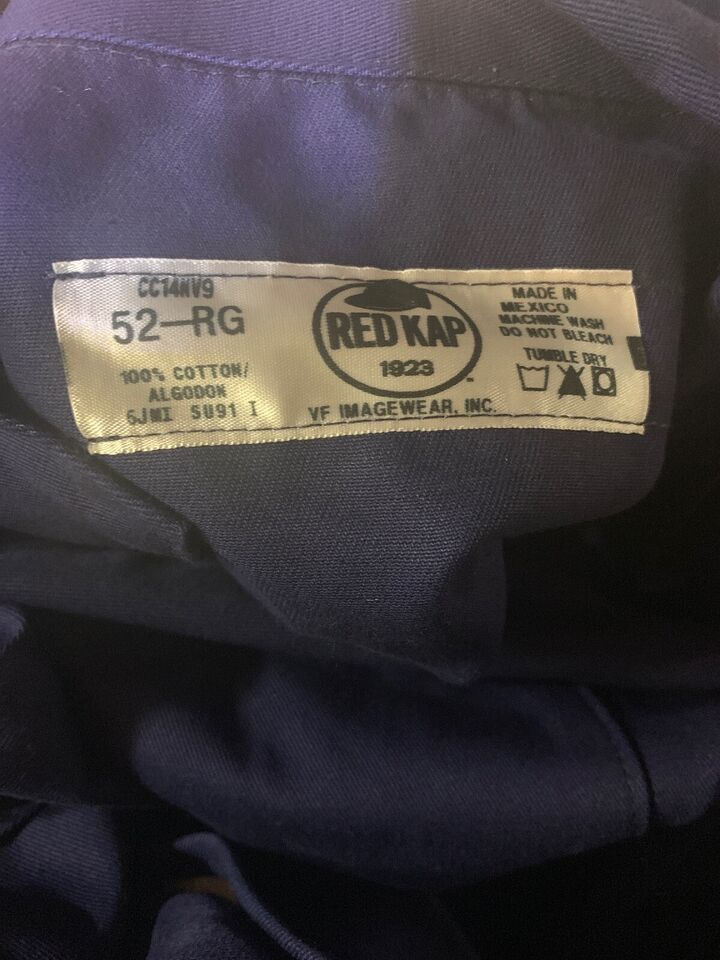 CC14NV9
52-RG
100% COTTON/
ALGODON
6JMI SU91 I
RED KAP
1923
VF IMAGEWEAR, INC.
MADE IN
MEXICO
MACHINE WASH
DO NOT BLEACH
TUMBLE DRY